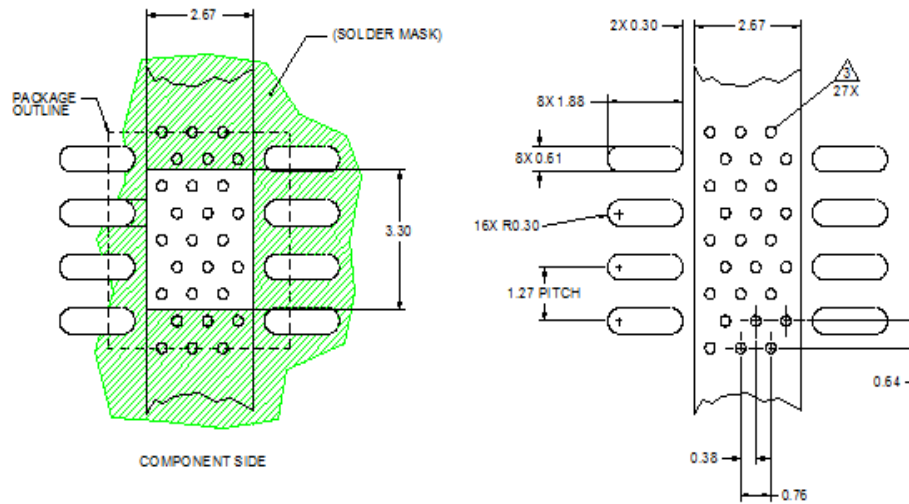 2.67
(SOLDER MASK)
PACKAGE
OUTLINE
3.30
COMPONENT SIDE
2X 0.30
2.67
3
27X
8X 1.88
8X 0.61
16X R0.30
1.27 PITCH
0.64
0.38
0.76